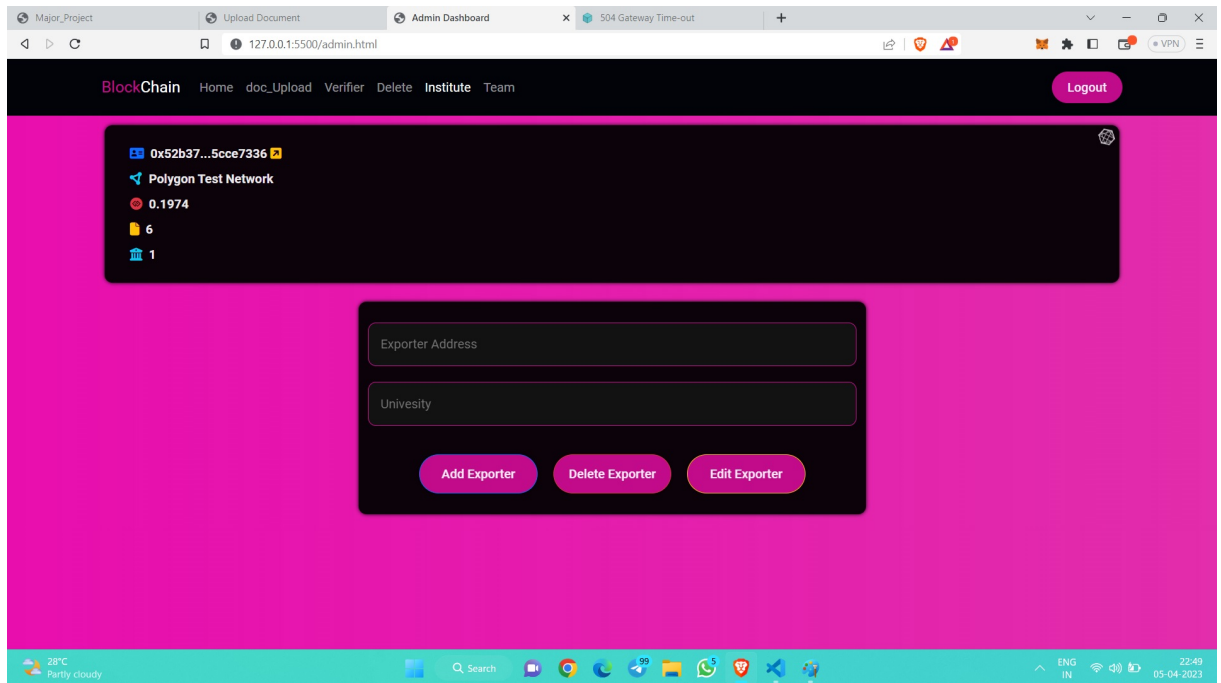 Major_Project
Upload Document
Admin Dashboard
504 Gateway Time-out
127.0.0.1:5500/admin.html
VPN
BlockChain Home doc_Upload Verifier Delete Institute Team
Logout
0x52b37...5cce7336
Polygon Test Network
0.1974
6
1
Exporter Address
Univesity
Add Exporter
Delete Exporter
Edit Exporter
28°C
Partly cloudy
Search
99
5
ENG
IN
22:49
05-04-2023